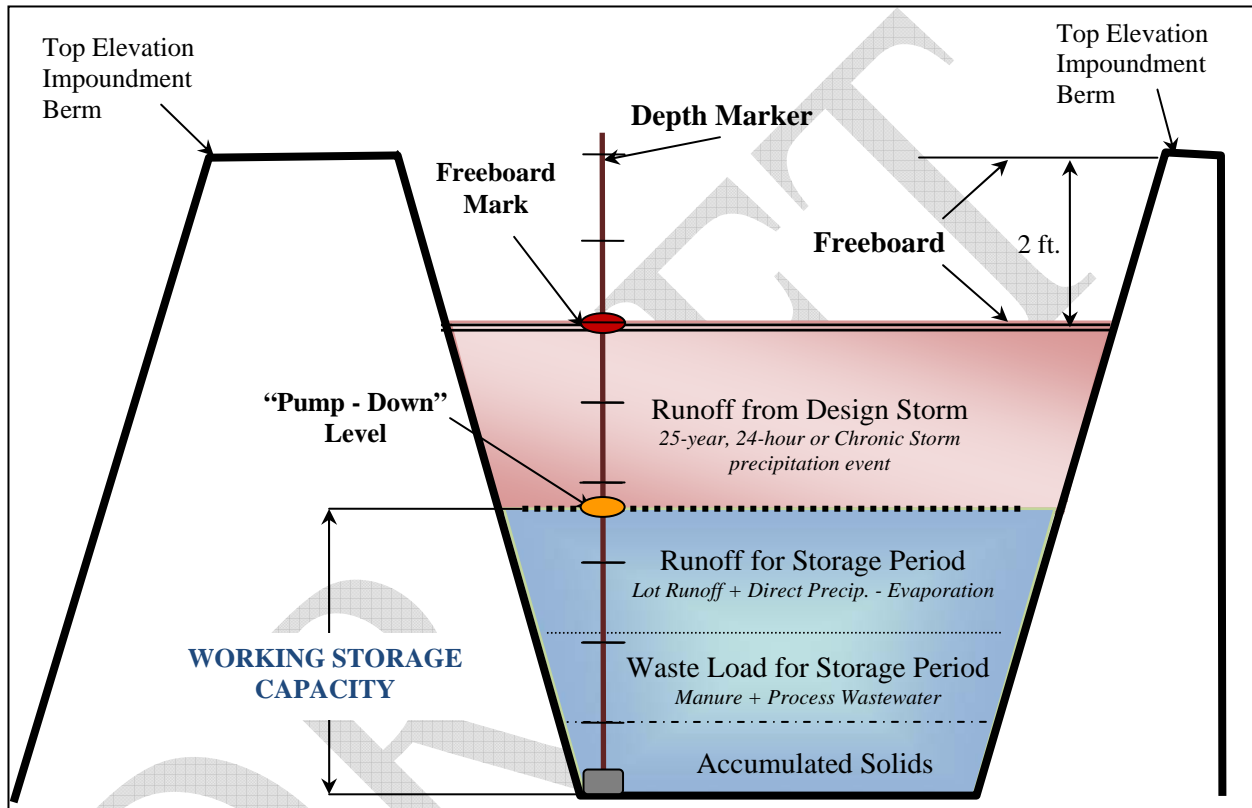 Top Elevation
Impoundment
Berm
Top Elevation
Impoundment
Berm
Depth Marker
Freeboard
Mark
Freeboard
2 ft.
“Pump - Down”
Level
Runoff from Design Storm
25-year, 24-hour or Chronic Storm
precipitation event
Runoff for Storage Period
Lot Runoff + Direct Precip. - Evaporation
WORKING STORAGE
CAPACITY
Waste Load for Storage Period
Manure + Process Wastewater
Accumulated Solids